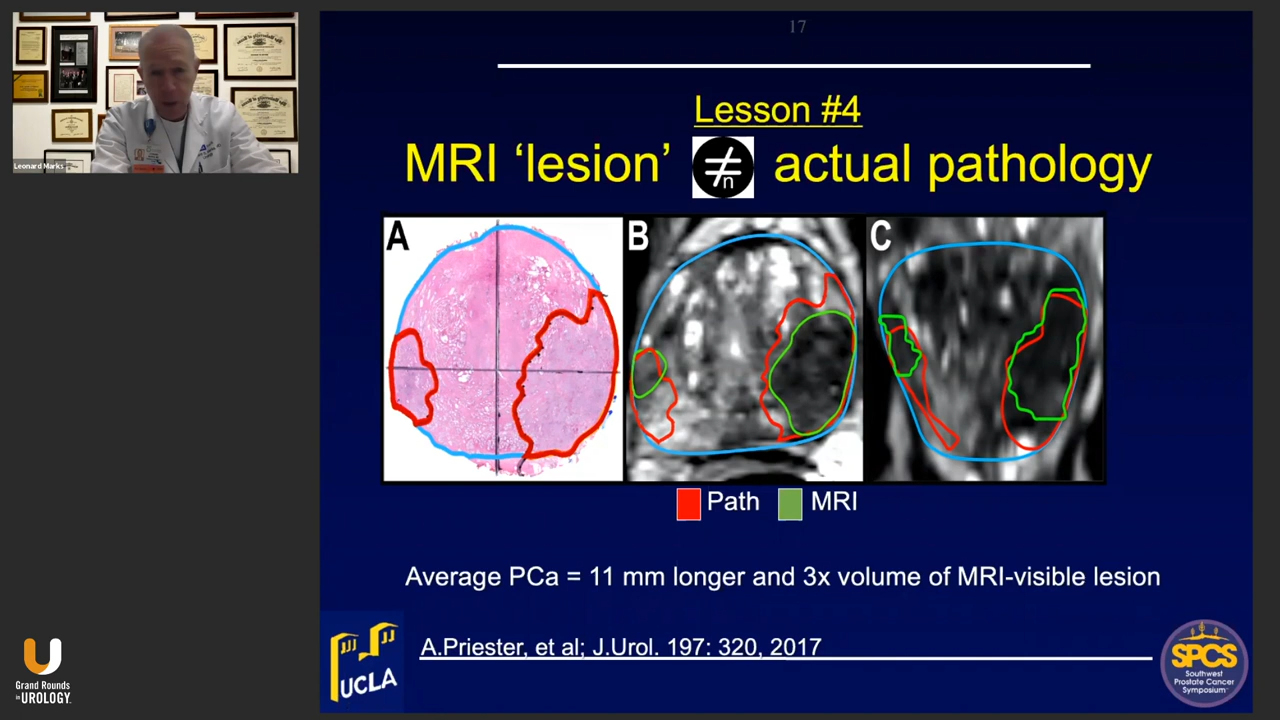 17
Lesson #4
MRI ‘lesion’ ≠ n actual pathology
A
B
C
Path
MRI
Average PCa = 11 mm longer and 3x volume of MRI-visible lesion
A.Priester, et al; J.Urol. 197: 320, 2017
UCLA
SPCS
Southwest
Prostate Cancer
Symposium
Leonard Marks
Grand Rounds
in UROLOGY